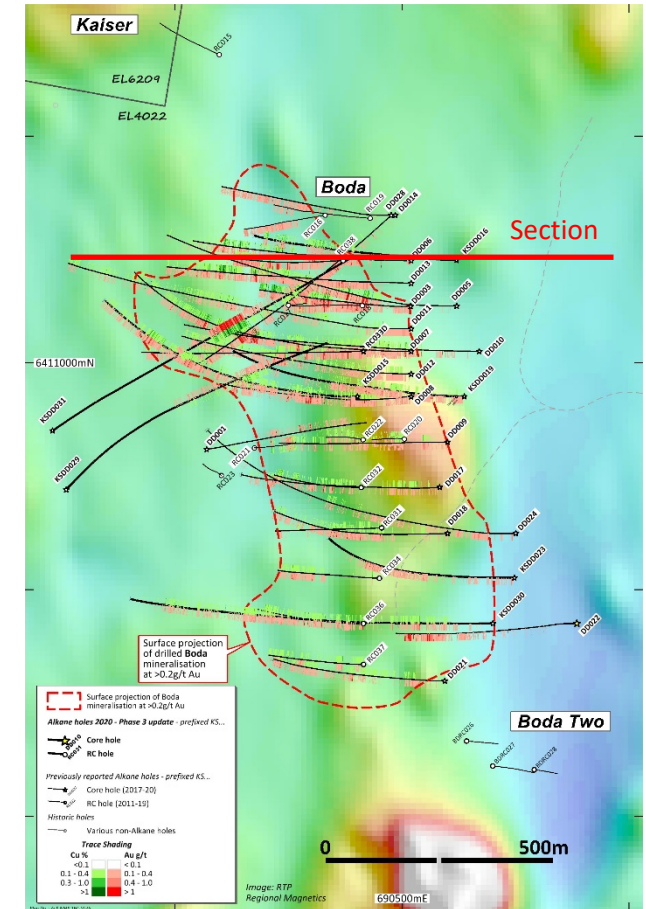 Kaiser
RC015
EL6209
EL4022
Boda
RC019
DD028
DD014
RC016
Section
RC038
DD006
KSDD016
DD013
DD003
DD005
DD011
RC033D
DD007
DD010
6411000mN
DD012
KSDD015
KSDD019
DD008
KSDD031
RC022
RC020
DD001
RC021
DD009
RC023
KSDD029
RC032
DD017
RC031
DD018
DD024
RC034
KSDD023
RC036
KSDD030
DD022
Surface projection
of drilled Boda
mineralisation
at >0.2g/t Au
RC037
DD021
Surface projection of Boda
mineralisation at >0.2g/t Au
Alkane holes 2020 - Phase 3 update - prefixed KS...
Core hole
RC hole
Previously reported Alkane holes - prefixed KS...
Core hole (2017-20)
RC hole (2011-19)
Historic holes
Various non-Alkane holes
Trace Shading
Cu % Au g/t
<0.1 < 0.1
0.1 - 0.4 0.1 - 0.4
0.3 - 1.0 0.4 - 1.0
>1 > 1
Boda Two
BDRC026
BDRC027
BDRC028
0 500m
Image: RTP
Regional Magnetics
690500mE